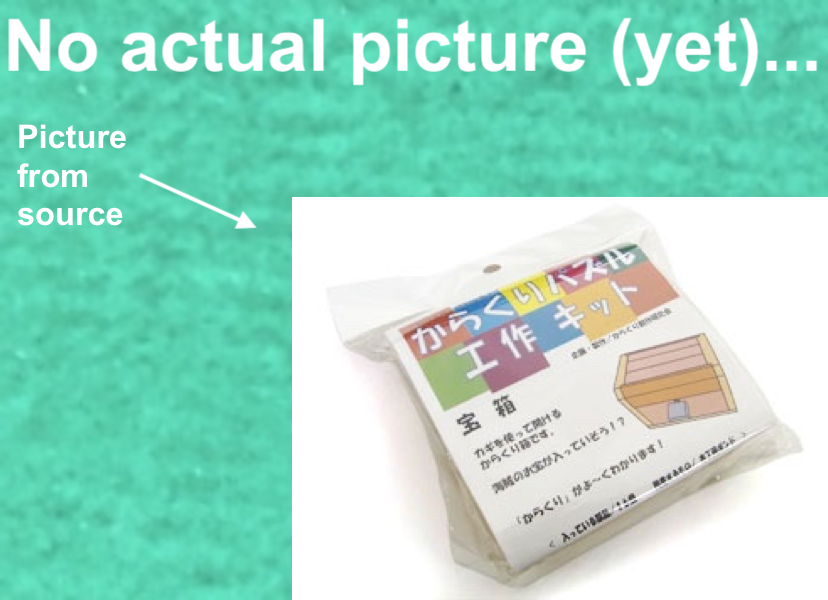 No actual picture (yet)...
Picture
from
source
からくりパズル
工作キット
企画・製作/からくり創作研究会
宝箱
カギを使って開ける
からくり箱です。
海賊のお宝が入っていそう!?
「からくり」がよ〜くわかります!
< 入っている部品/